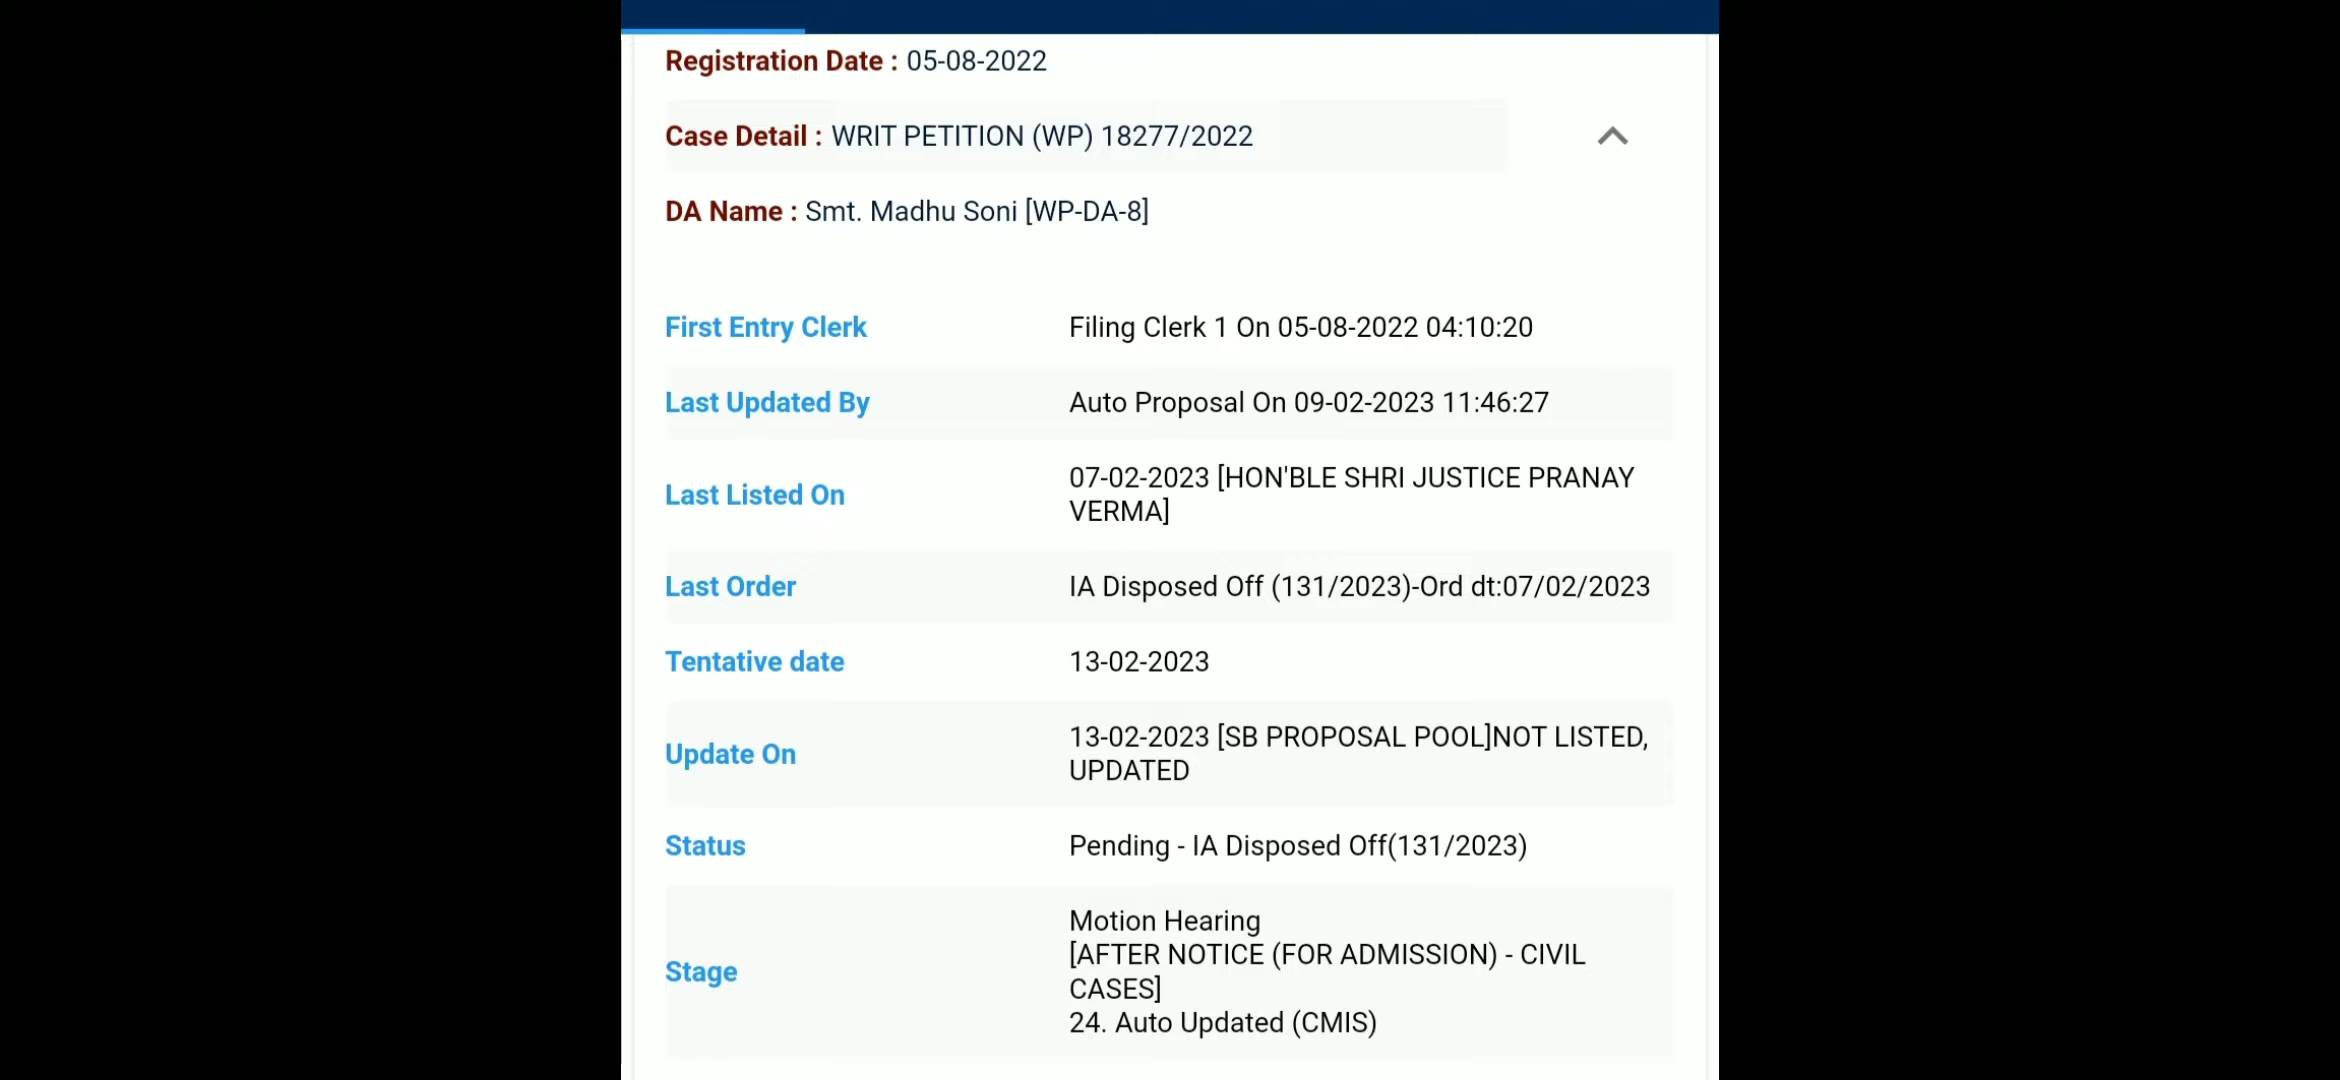 Registration Date : 05-08-2022
Case Detail : WRIT PETITION (WP) 18277/2022
DA Name : Smt. Madhu Soni [WP-DA-8]
First Entry Clerk Filing Clerk 1 On 05-08-2022 04:10:20
Last Updated By Auto Proposal On 09-02-2023 11:46:27
Last Listed On 07-02-2023 [HON'BLE SHRI JUSTICE PRANAY
VERMA]
Last Order IA Disposed Off (131/2023)-Ord dt:07/02/2023
Tentative date 13-02-2023
Update On 13-02-2023 [SB PROPOSAL POOL]NOT LISTED,
UPDATED
Status Pending - IA Disposed Off(131/2023)
Stage Motion Hearing
[AFTER NOTICE (FOR ADMISSION) - CIVIL
CASES]
24. Auto Updated (CMIS)